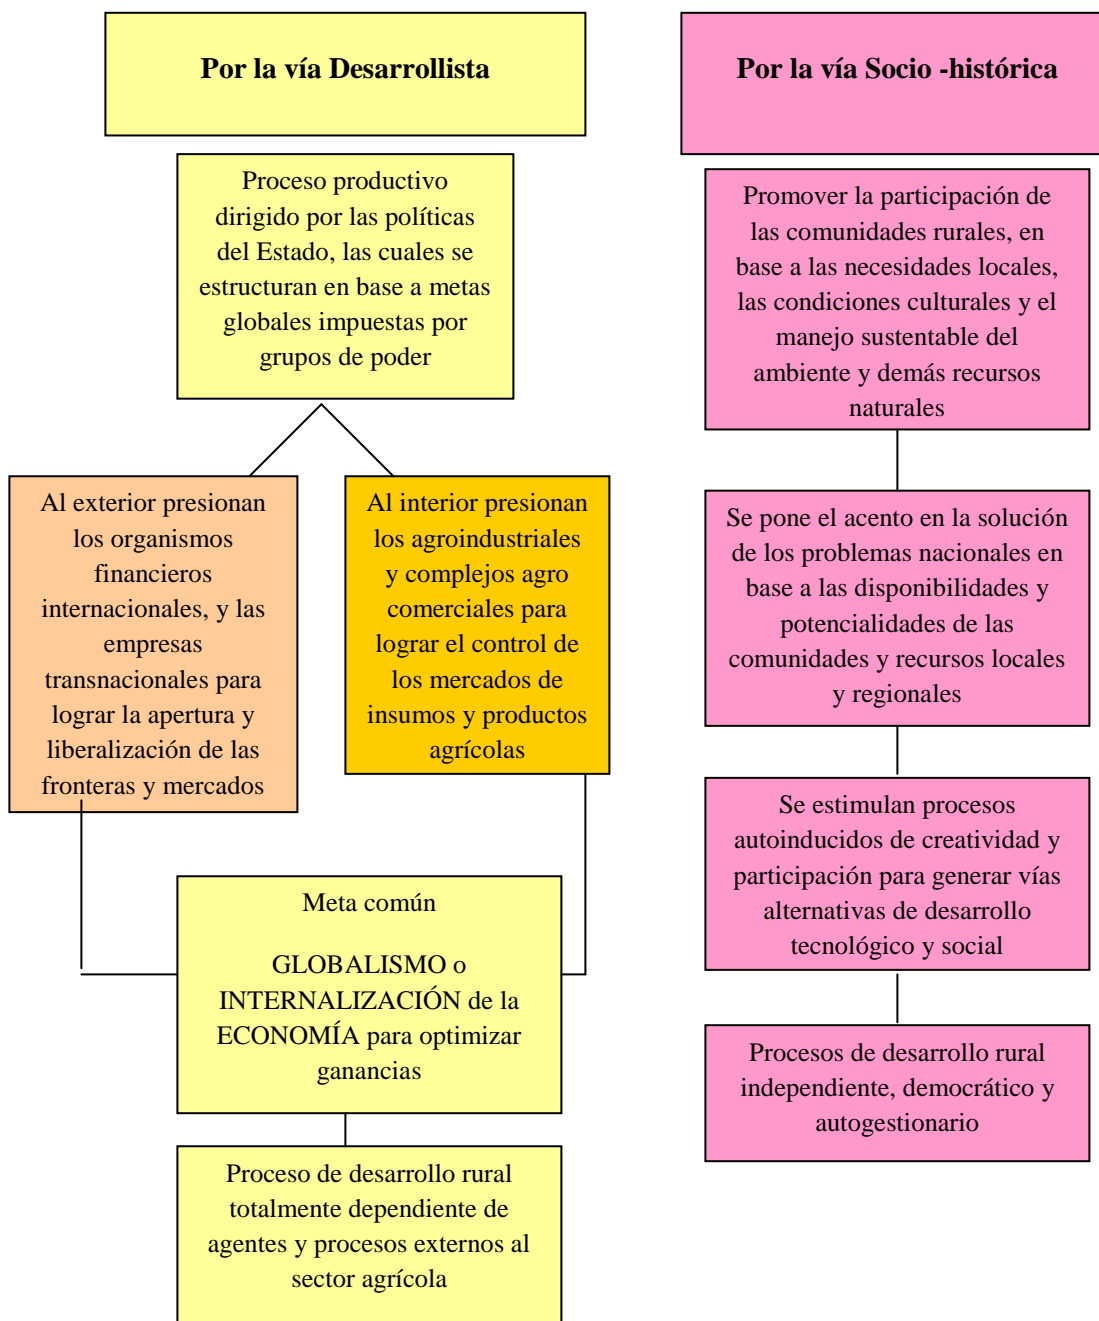 Por la vía Desarrollista
Proceso productivo
dirigido por las políticas
del Estado, las cuales se
estructuran en base a metas
globales impuestas por
grupos de poder
Al exterior presionan
los organismos
financieros
internacionales, y las
empresas
transnacionales para
lograr la apertura y
liberalización de las
fronteras y mercados
Al interior presionan
los agroindustriales
y complejos agro
comerciales para
lograr el control de
los mercados de
insumos y productos
agrícolas
Meta común
GLOBALISMO o
INTERNALIZACIÓN de la
ECONOMÍA para optimizar
ganancias
Proceso de desarrollo rural
totalmente dependiente de
agentes y procesos externos al
sector agrícola
Por la vía Socio -histórica
Promover la participación de
las comunidades rurales, en
base a las necesidades locales,
las condiciones culturales y el
manejo sustentable del
ambiente y demás recursos
naturales
Se pone el acento en la solución
de los problemas nacionales en
base a las disponibilidades y
potencialidades de las
comunidades y recursos locales
y regionales
Se estimulan procesos
autoinducidos de creatividad y
participación para generar vías
alternativas de desarrollo
tecnológico y social
Procesos de desarrollo rural
independiente, democrático y
autogestionario